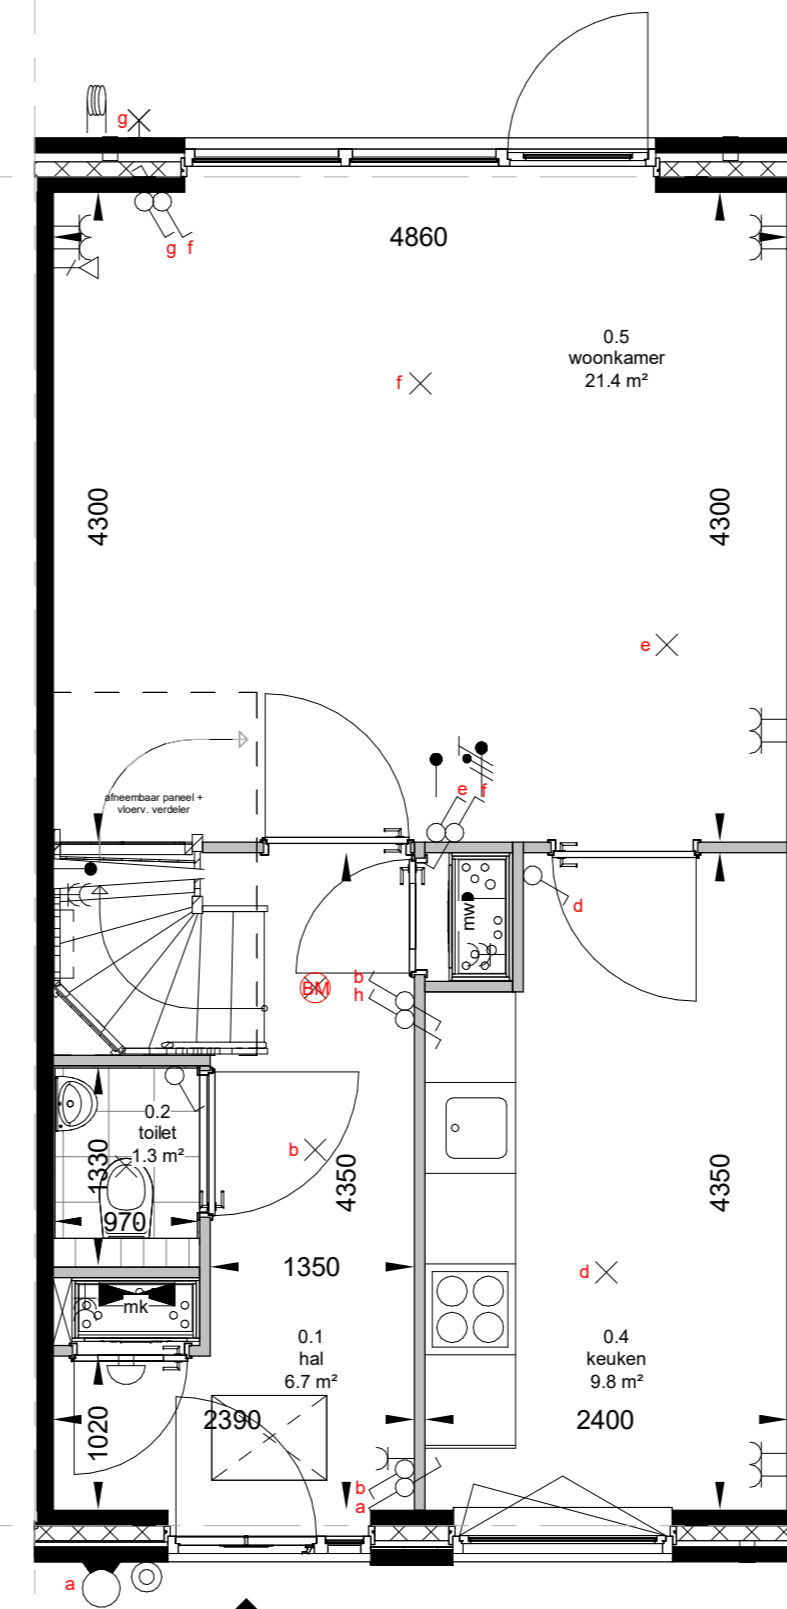 g
g f
4860
0.5
woonkamer
21.4 m²
f
4300
4300
e
afneembaar paneel +
vloerv. verdeler
e f
d
mw
BM
b
h
0.2
toilet
1.3 m²
1330
970
b
4350
4350
1350
d
mk
0.1
hal
6.7 m²
0.4
keuken
9.8 m²
1020
2390
2400
b
a
a